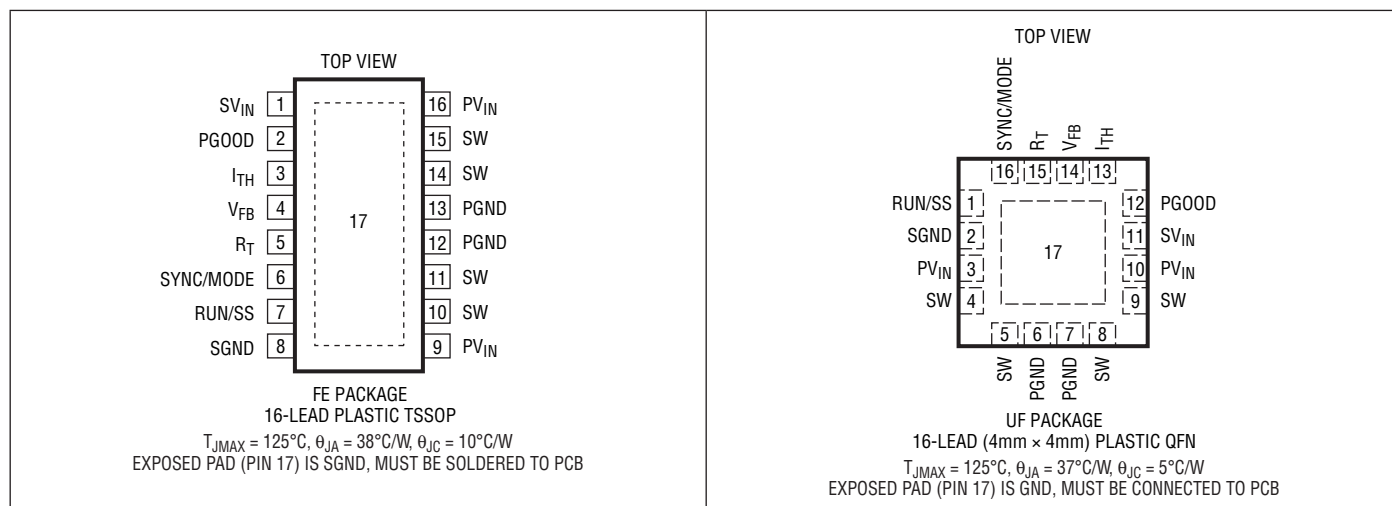 TOP VIEW
SVIN 1
PGOOD 2
ITH 3
VFB 4
RT 5
SYNC/MODE 6
RUN/SS 7
SGND 8
17
16 PVIN
15 SW
14 SW
13 PGND
12 PGND
11 SW
10 SW
9 PVIN
FE PACKAGE
16-LEAD PLASTIC TSSOP
TJMAX = 125°C, θJA = 38°C/W, θJC = 10°C/W
EXPOSED PAD (PIN 17) IS SGND, MUST BE SOLDERED TO PCB
TOP VIEW
SYNC/MODE
RT
VFB
ITH
16 15 14 13
RUN/SS 1
SGND 2
PVIN 3
SW 4
17
12 PGOOD
11 SVIN
10 PVIN
9 SW
5 6 7 8
SW
PGND
PGND
SW
UF PACKAGE
16-LEAD (4mm × 4mm) PLASTIC QFN
TJMAX = 125°C, θJA = 37°C/W, θJC = 5°C/W
EXPOSED PAD (PIN 17) IS GND, MUST BE CONNECTED TO PCB